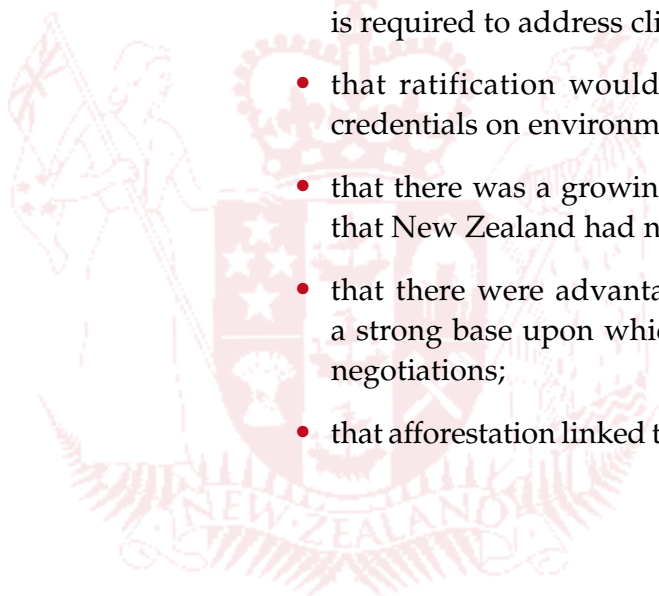 is required to address cli
• that ratification would
credentials on environm
• that there was a growin
that New Zealand had n
• that there were advanta
a strong base upon whic
negotiations;
• that afforestation linked t
NEW ZEALAND